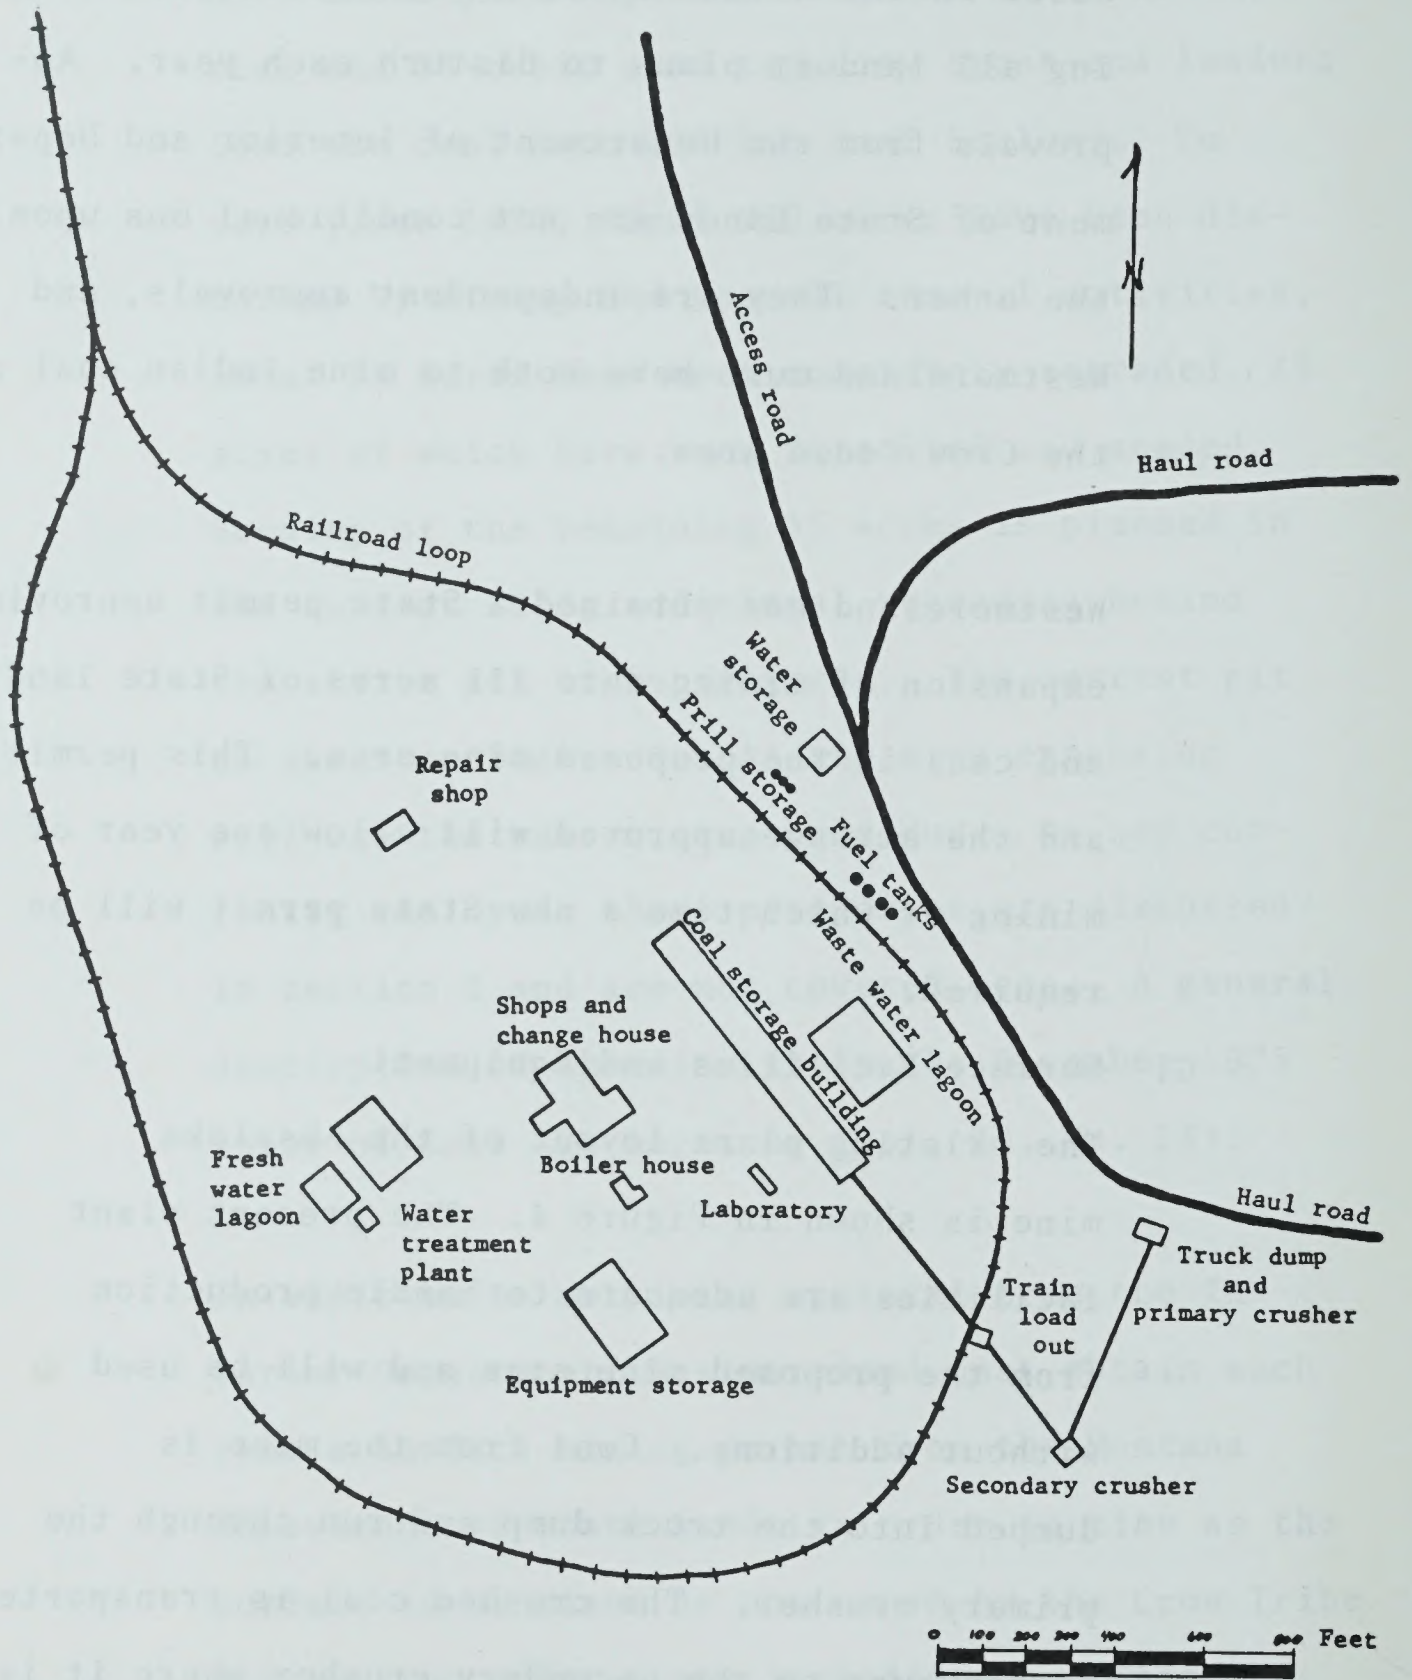 Access road
Haul road
Railroad loop
Water
storage
Prill storage
Repair
shop
Fuel tanks
Coal storage building
Waste water lagoon
Shops and
change house
Fresh
water
lagoon
Boiler house
Laboratory
Water
treatment
plant
Haul road
Truck dump
and
primary crusher
Train
load
out
Equipment storage
Secondary crusher
N
0 100 200 300 400 600 800 Feet